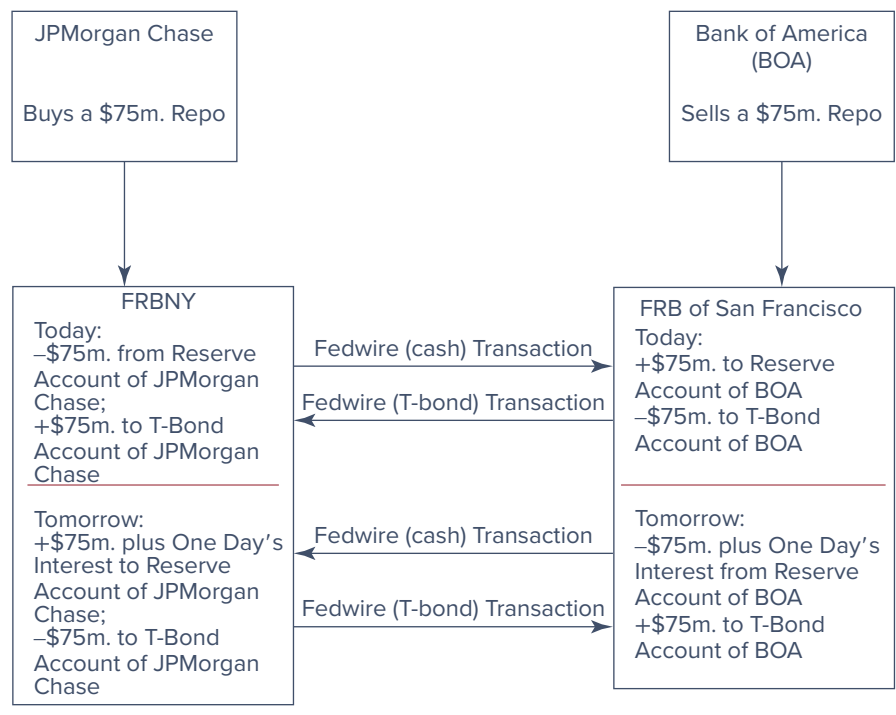 JPMorgan Chase
Buys a $75m. Repo
Bank of America
(BOA)
Sells a $75m. Repo
FRBNY
Today:
–$75m. from Reserve
Account of JPMorgan
Chase;
+$75m. to T-Bond
Account of JPMorgan
Chase
Tomorrow:
+$75m. plus One Day′s
Interest to Reserve
Account of JPMorgan
Chase;
–$75m. to T-Bond
Account of JPMorgan
Chase
Fedwire (cash) Transaction
Fedwire (T-bond) Transaction
Fedwire (cash) Transaction
Fedwire (T-bond) Transaction
FRB of San Francisco
Today:
+$75m. to Reserve
Account of BOA
–$75m. to T-Bond
Account of BOA
Tomorrow:
–$75m. plus One Day′s
Interest from Reserve
Account of BOA
+$75m. to T-Bond
Account of BOA